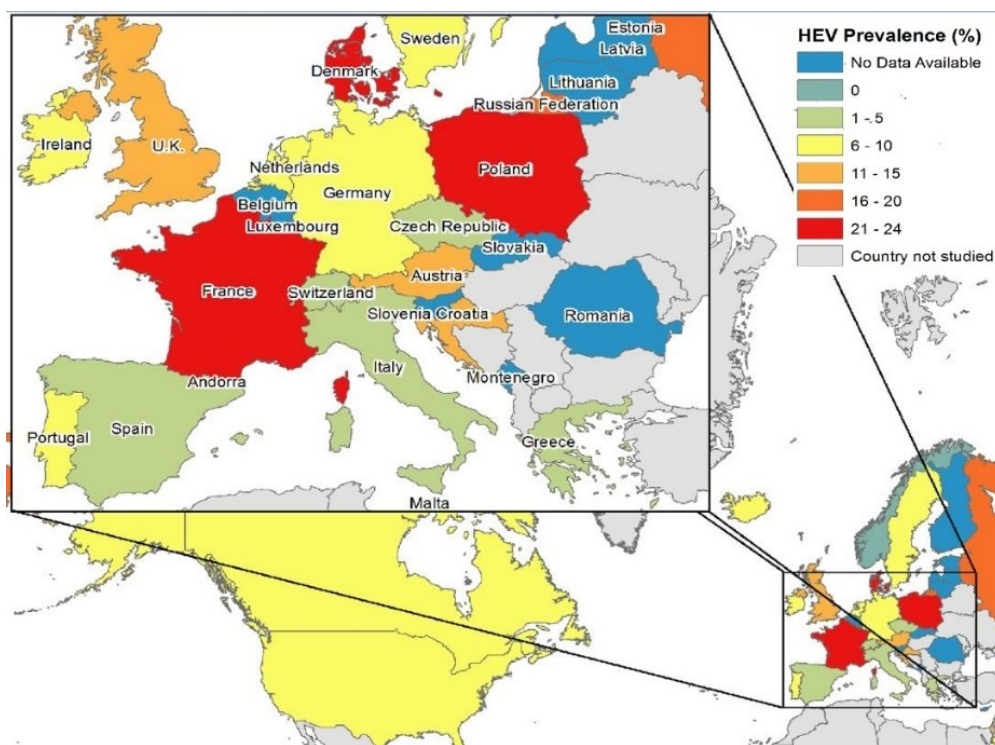 Sweden
Estonia
Latvia
Denmark
Lithuania
Russian Federation
Ireland
U.K.
Netherlands
Poland
Germany
Belgium
Luxembourg
Czech Republic
Slovakia
France
Austria
Switzerland
Slovenia Croatia
Romania
Italy
Montenegro
Andorra
Portugal
Spain
Greece
Malta
HEV Prevalence (%)
No Data Available
0
1 -.5
6 - 10
11 - 15
16 - 20
21 - 24
Country not studied